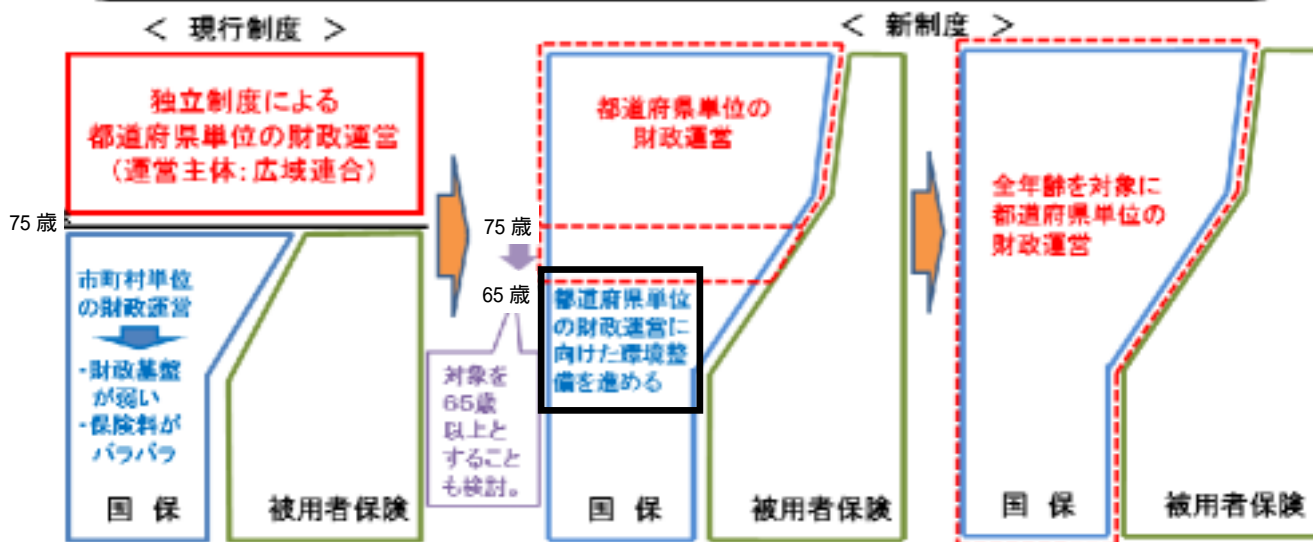 ＜ 現行制度 ＞
独立制度による
都道府県単位の財政運営
（運営主体：広域連合）
75 歳
市町村単位
の財政運営
・財政基盤
が弱い
・保険料が
バラバラ
国 保
被用者保険
＜ 新制度 ＞
都道府県単位の
財政運営
75 歳
65 歳
都道府県単位
の財政運営に
向けた環境整
備を進める
対象を
65歳
以上と
すること
も検討。
国 保
被用者保険
全年齢を対象に
都道府県単位の
財政運営
国 保
被用者保険